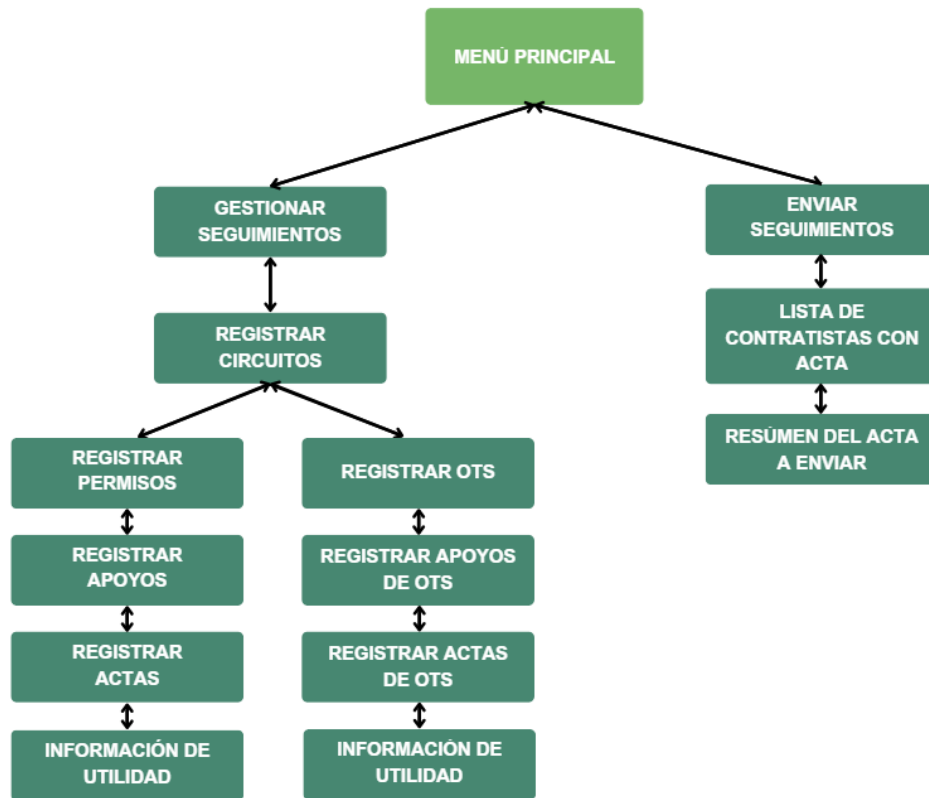 MENÚ PRINCIPAL
GESTIONAR
SEGUIMIENTOS
REGISTRAR
CIRCUITOS
REGISTRAR
PERMISOS
REGISTRAR
APOYOS
REGISTRAR
ACTAS
INFORMACIÓN DE
UTILIDAD
REGISTRAR OTS
REGISTRAR APOYOS
DE OTS
REGISTRAR ACTAS
DE OTS
INFORMACIÓN DE
UTILIDAD
ENVIAR
SEGUIMIENTOS
LISTA DE
CONTRATISTAS CON
ACTA
RESÚMEN DEL ACTA
A ENVIAR